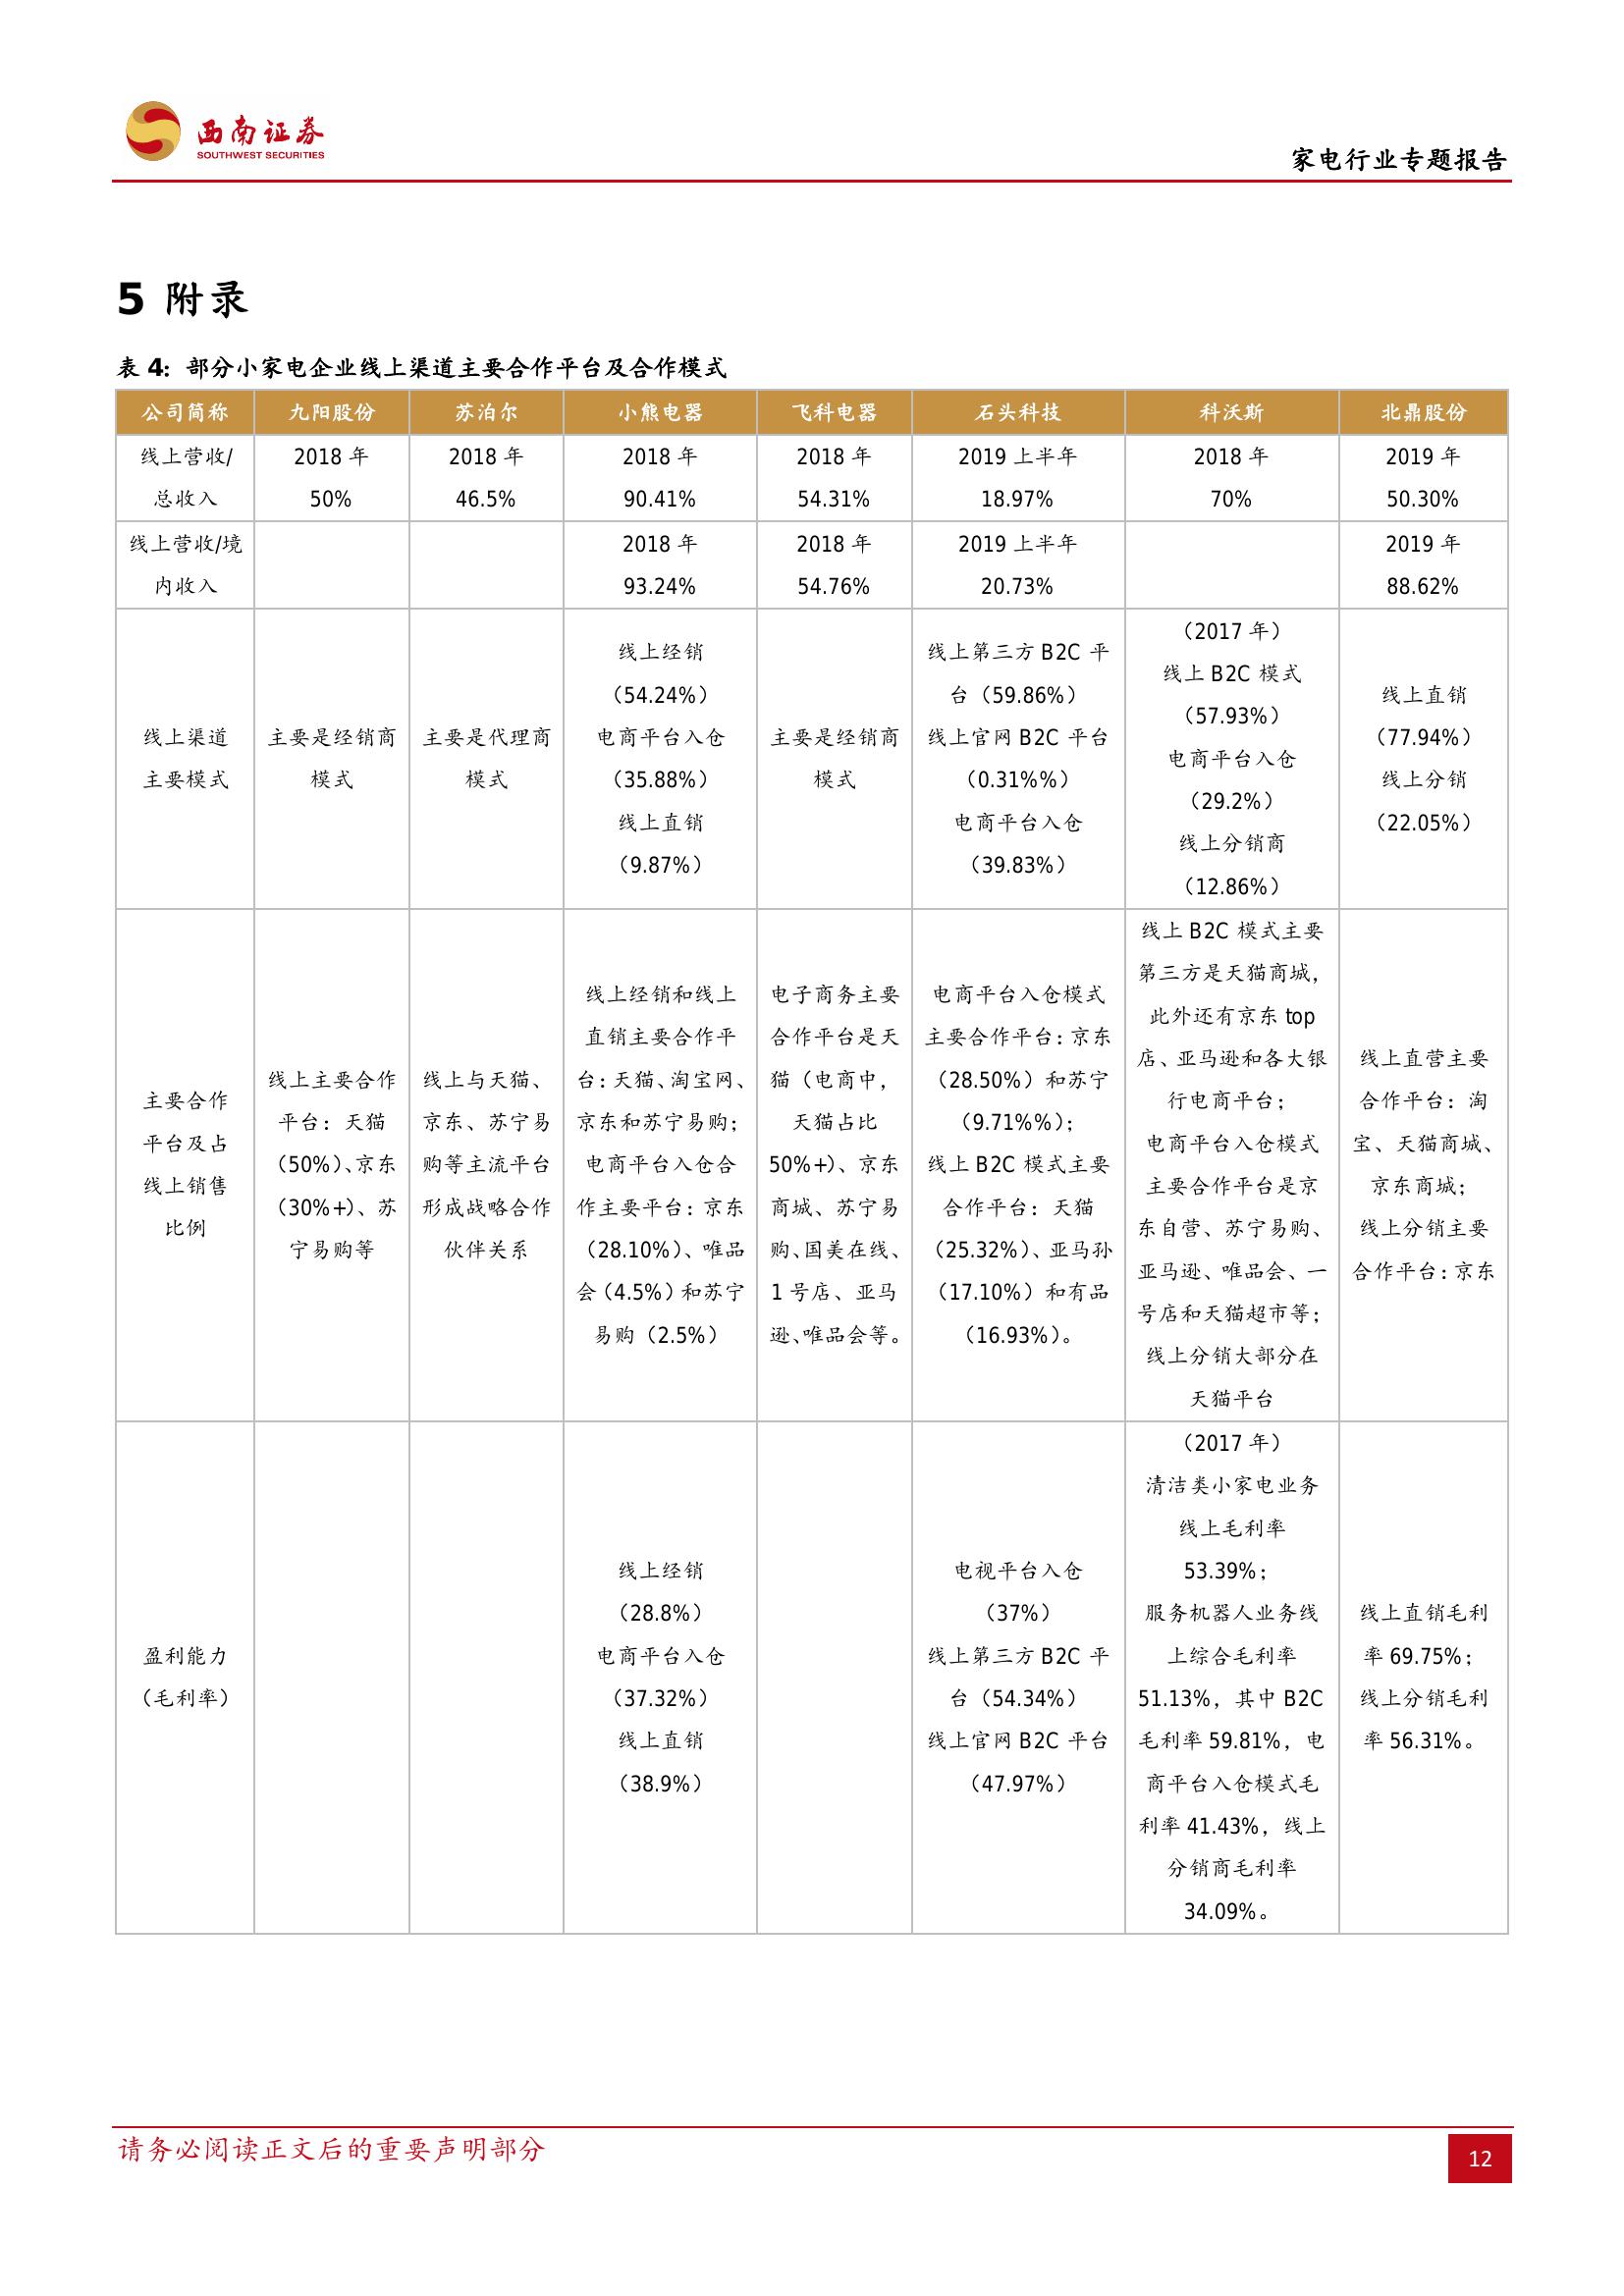 西南证券
SOUTHWEST SECURITIES
家电行业专题报告
5 附录
表 4：部分小家电企业线上渠道主要合作平台及合作模式
公司简称
九阳股份
苏泊尔
小熊电器
飞科电器
石头科技
科沃斯
北鼎股份
线上营收/
总收入
2018 年
50%
2018 年
46.5%
2018 年
90.41%
2018 年
54.31%
2019 上半年
18.97%
2018 年
70%
2019 年
50.30%
线上营收/境
内收入
2018 年
93.24%
2018 年
54.76%
2019 上半年
20.73%
2019 年
88.62%
线上渠道
主要模式
主要是经销商
模式
主要是代理商
模式
线上经销
（54.24%）
电商平台入仓
（35.88%）
线上直销
（9.87%）
主要是经销商
模式
线上第三方 B2C 平
台（59.86%）
线上官网 B2C 平台
（0.31%%）
电商平台入仓
（39.83%）
（2017 年）
线上 B2C 模式
（57.93%）
电商平台入仓
（29.2%）
线上分销商
（12.86%）
线上直销
（77.94%）
线上分销
（22.05%）
主要合作
平台及占
线上销售
比例
线上主要合作
平台：天猫
（50%）、京东
（30%+）、苏
宁易购等
线上与天猫、
京东、苏宁易
购等主流平台
形成战略合作
伙伴关系
线上经销和线上
直销主要合作平
台：天猫、淘宝网、
京东和苏宁易购；
电商平台入仓合
作主要平台：京东
（28.10%）、唯品
会（4.5%）和苏宁
易购（2.5%）
电子商务主要
合作平台是天
猫（电商中，
天猫占比
50%+）、京东
商城、苏宁易
购、国美在线、
1 号店、亚马
逊、唯品会等。
电商平台入仓模式
主要合作平台：京东
（28.50%）和苏宁
（9.71%%）；
线上 B2C 模式主要
合作平台：天猫
（25.32%）、亚马孙
（17.10%）和有品
（16.93%）。
线上 B2C 模式主要
第三方是天猫商城，
此外还有京东 top
店、亚马逊和各大银
行电商平台；
电商平台入仓模式
主要合作平台是京
东自营、苏宁易购、
亚马逊、唯品会、一
号店和天猫超市等；
线上分销大部分在
天猫平台
线上直营主要
合作平台：淘
宝、天猫商城、
京东商城；
线上分销主要
合作平台：京东
盈利能力
（毛利率）
线上经销
（28.8%）
电商平台入仓
（37.32%）
线上直销
（38.9%）
电视平台入仓
（37%）
线上第三方 B2C 平
台（54.34%）
线上官网 B2C 平台
（47.97%）
（2017 年）
清洁类小家电业务
线上毛利率
53.39%；
服务机器人业务线
上综合毛利率
51.13%，其中 B2C
毛利率 59.81%，电
商平台入仓模式毛
利率 41.43%，线上
分销商毛利率
34.09%。
线上直销毛利
率 69.75%；
线上分销毛利
率 56.31%。
请务必阅读正文后的重要声明部分
12